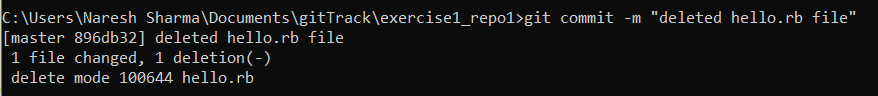 C:\Users\Naresh Sharma\Documents\gitTrack\exercise1_repo1>git commit -m "deleted hello.rb file"
[master 896db32] deleted hello.rb file
 1 file changed, 1 deletion(-)
 delete mode 100644 hello.rb